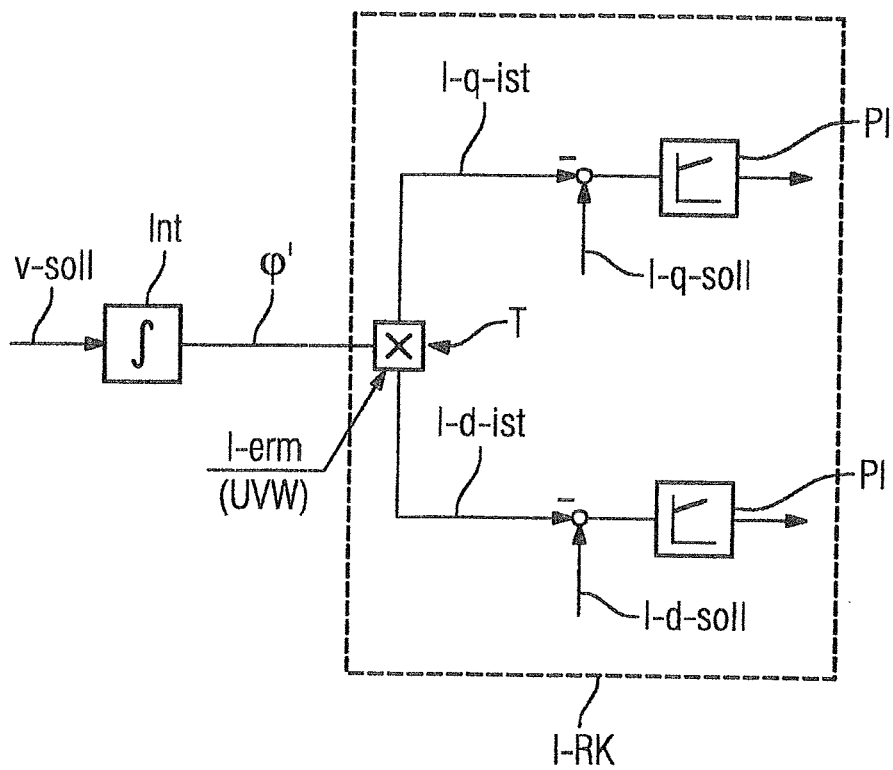 I-q-ist
PI
Int
v-soll
φ'
I-q-soll
∫
×
T
I-erm
(UVW)
I-d-ist
PI
I-d-soll
I-RK